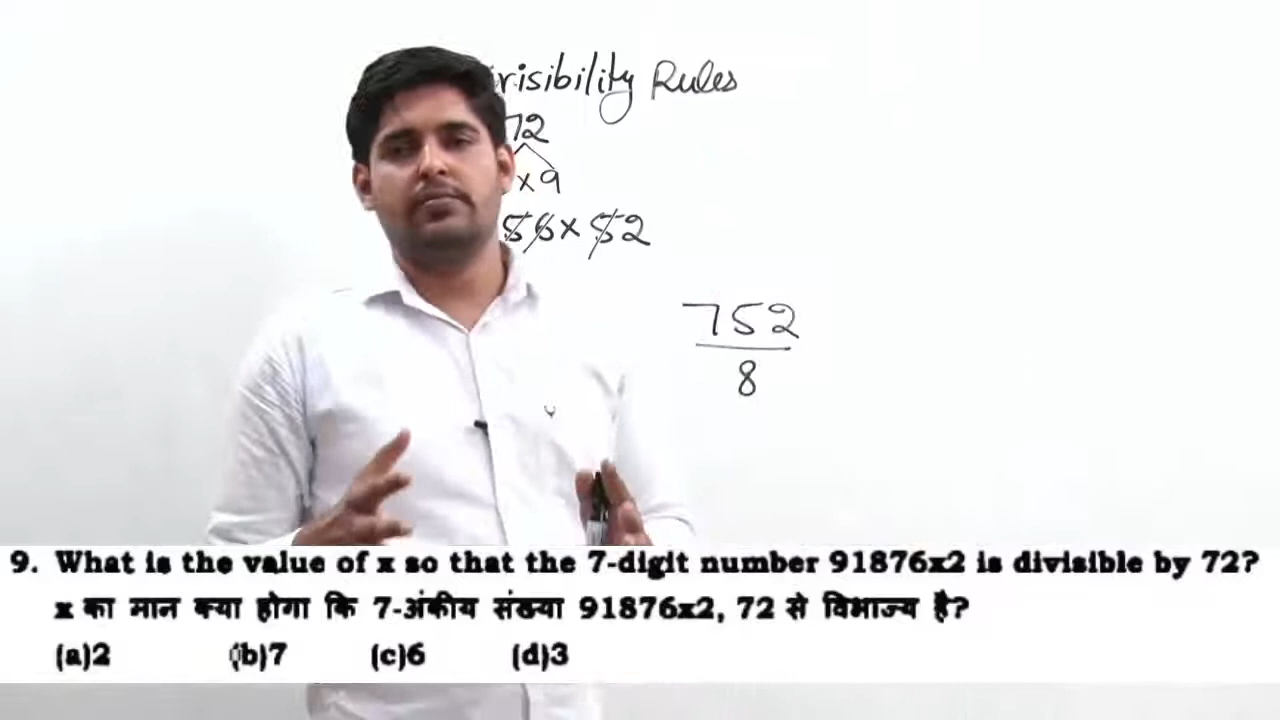 Rules
72
x 9
56x52
752
8
9. What is the value of x so that the 7-digit number 91876x2 is divisible by 72?
x का मान क्या होगा कि 7-अंकीय संख्या 91876x2, 72 से विभाज्य है?
(a)2 (b)7 (c)6 (d)3